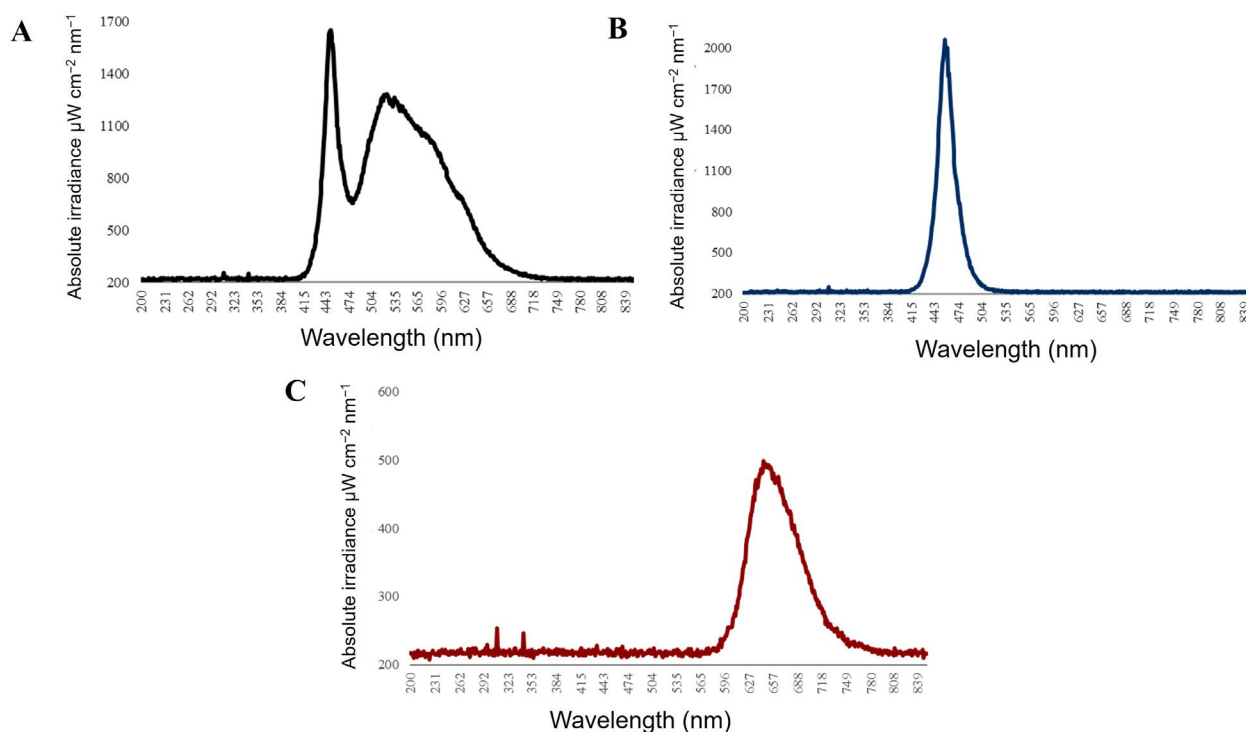 A
Absolute irradiance µW cm⁻² nm⁻¹
1700
1400
1100
800
500
200
200 231 262 292 323 353 384 415 443 474 504 535 565 596 627 657 688 718 749 780 808 839
Wavelength (nm)
B
Absolute irradiance µW cm⁻² nm⁻¹
2000
1700
1400
1100
800
500
200
200 231 262 292 323 353 384 415 443 474 504 535 565 596 627 657 688 718 749 780 808 839
Wavelength (nm)
C
Absolute irradiance µW cm⁻² nm⁻¹
600
500
400
300
200
200 231 262 292 323 353 384 415 443 474 504 535 565 596 627 657 688 718 749 780 808 839
Wavelength (nm)